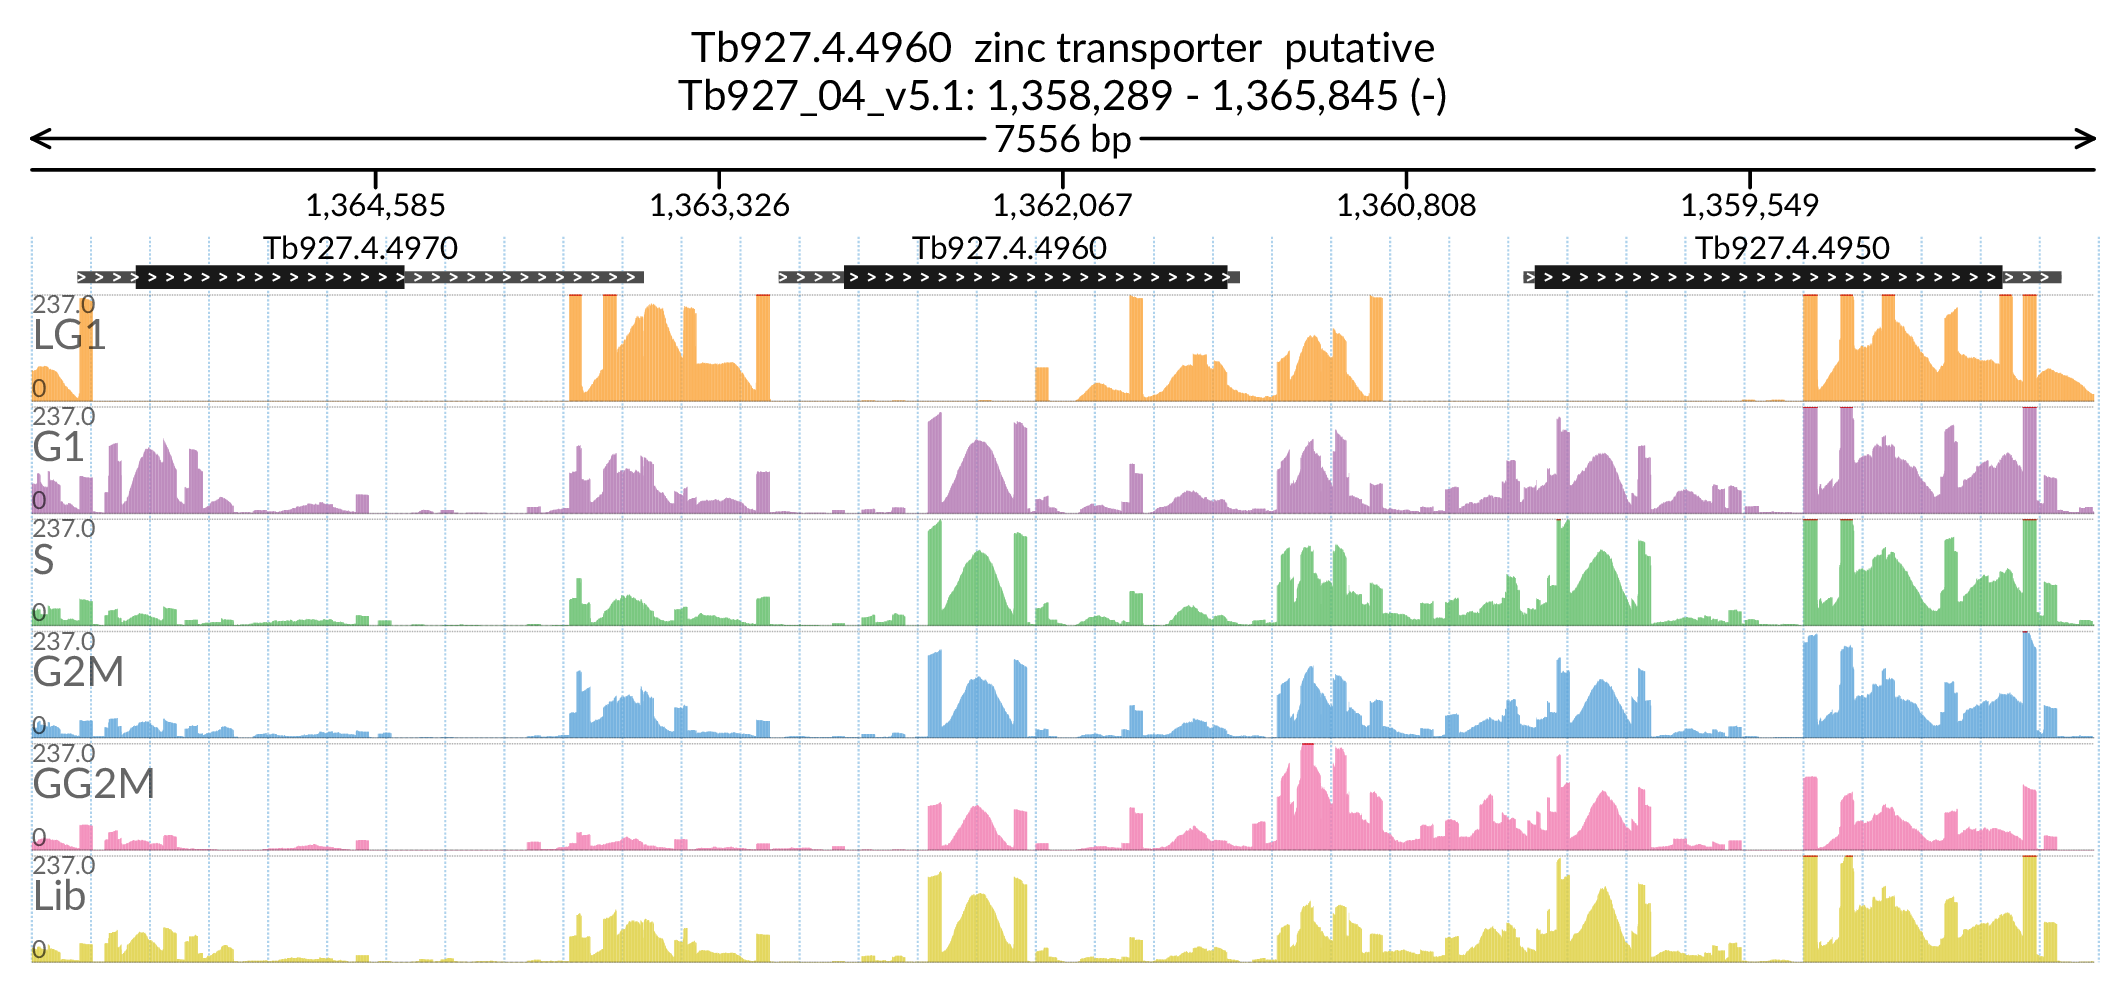 Tb927.4.4960 zinc transporter putative
Tb927_04_v5.1: 1,358,289 - 1,365,845 (-)
7556 bp
1,364,585 1,363,326 1,362,067 1,360,808 1,359,549
Tb927.4.4970 Tb927.4.4960 Tb927.4.4950
237.0
LG1
0
237.0
G1
0
237.0
S
0
237.0
G2M
0
237.0
GG2M
0
237.0
Lib
0